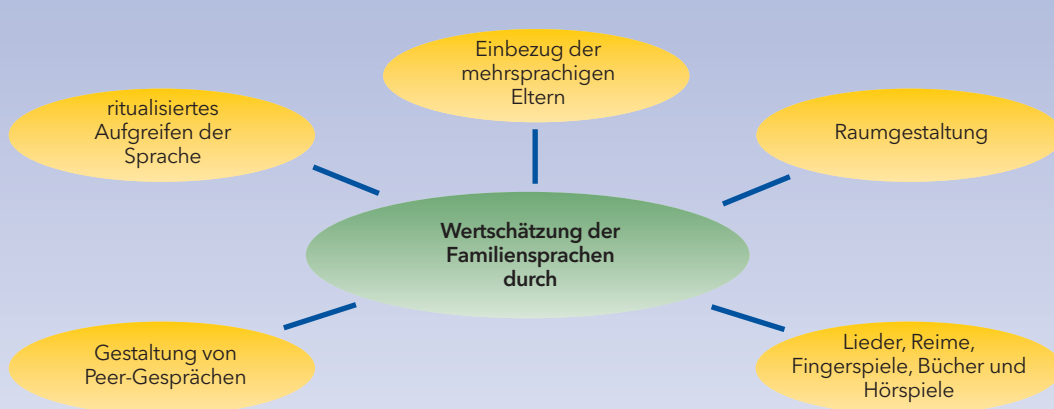 Einbezug der
mehrsprachigen
Eltern
ritualisiertes
Aufgreifen der
Sprache
Raumgestaltung
Wertschätzung der
Familiensprachen
durch
Gestaltung von
Peer-Gesprächen
Lieder, Reime,
Fingerspiele, Bücher und
Hörspiele